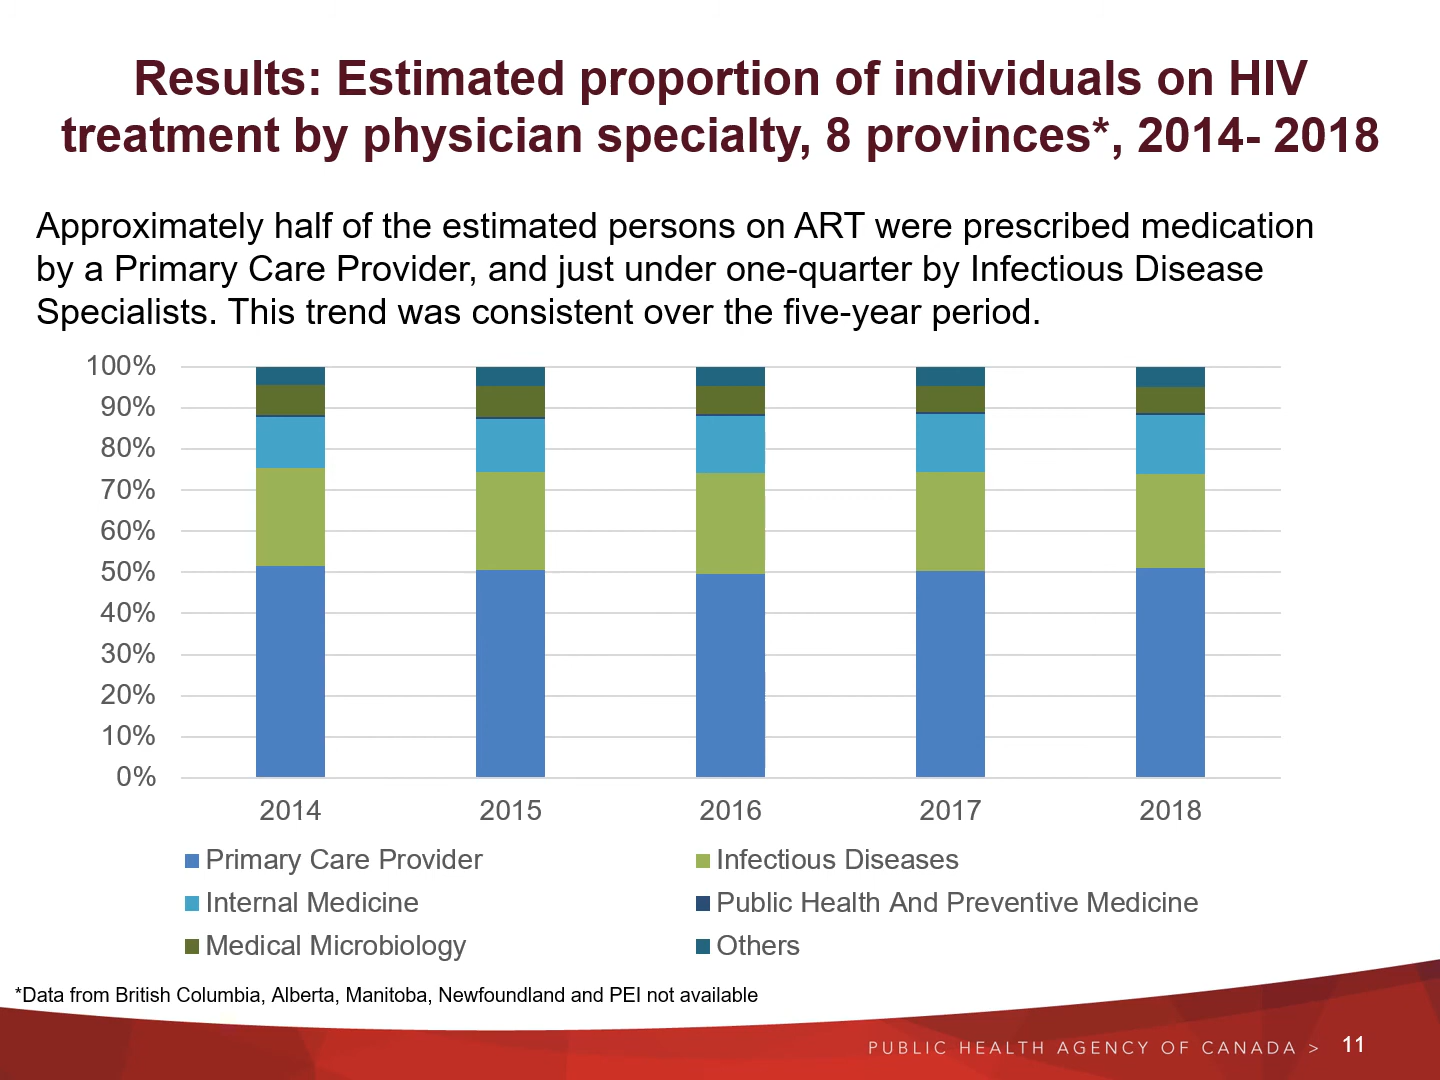 Results: Estimated proportion of individuals on HIV
treatment by physician specialty, 8 provinces*, 2014- 2018
Approximately half of the estimated persons on ART were prescribed medication
by a Primary Care Provider, and just under one-quarter by Infectious Disease
Specialists. This trend was consistent over the five-year period.
100%
90%
80%
70%
60%
50%
40%
30%
20%
10%
0%
2014 2015 2016 2017 2018
Primary Care Provider Infectious Diseases
Internal Medicine Public Health And Preventive Medicine
Medical Microbiology Others
*Data from British Columbia, Alberta, Manitoba, Newfoundland and PEI not available
PUBLIC HEALTH AGENCY OF CANADA > 11